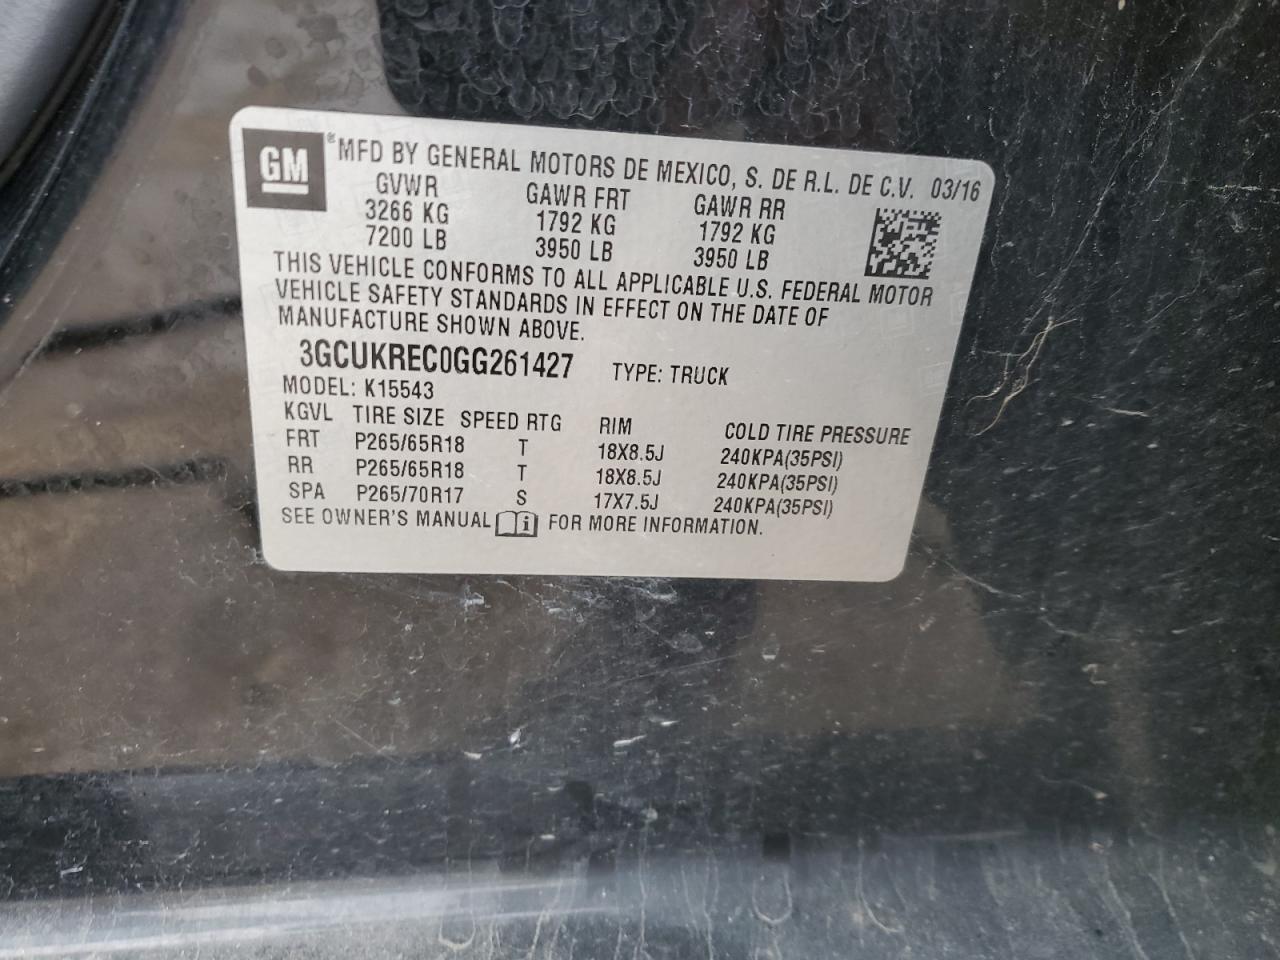 GM ® MFD BY GENERAL MOTORS DE MEXICO, S. DE R.L. DE C.V. 03/16
GVWR GAWR FRT GAWR RR
3266 KG 1792 KG 1792 KG
7200 LB 3950 LB 3950 LB
THIS VEHICLE CONFORMS TO ALL APPLICABLE U.S. FEDERAL MOTOR
VEHICLE SAFETY STANDARDS IN EFFECT ON THE DATE OF
MANUFACTURE SHOWN ABOVE.
3GCUKREC0GG261427 TYPE: TRUCK
MODEL: K15543
KGVL TIRE SIZE SPEED RTG RIM COLD TIRE PRESSURE
FRT P265/65R18 T 18X8.5J 240KPA(35PSI)
RR P265/65R18 T 18X8.5J 240KPA(35PSI)
SPA P265/70R17 S 17X7.5J 240KPA(35PSI)
SEE OWNER'S MANUAL i FOR MORE INFORMATION.